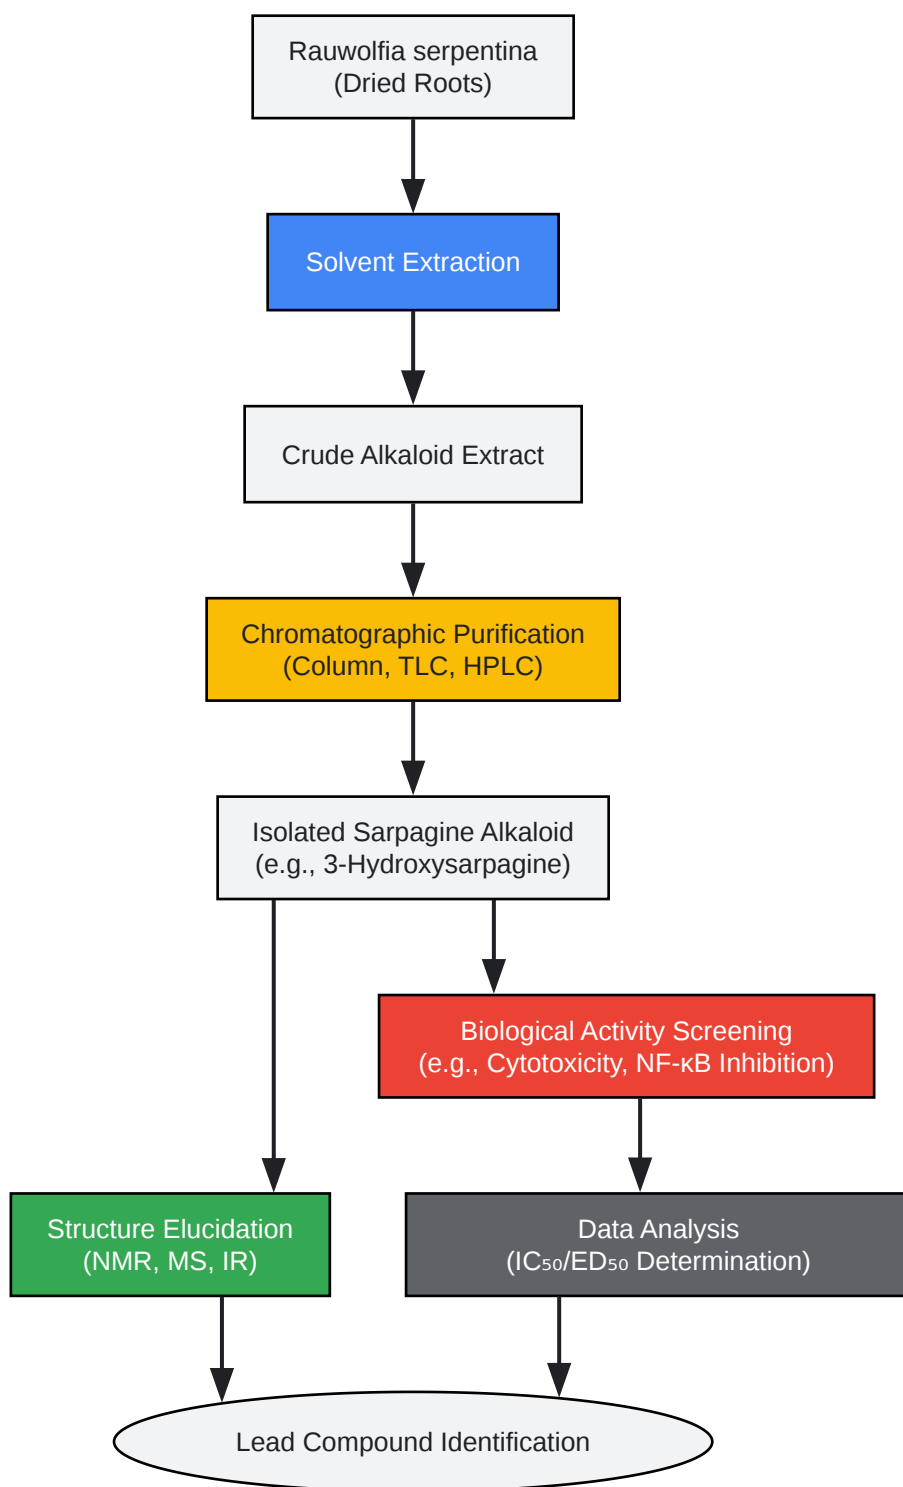 Rauwolfia serpentina
(Dried Roots)
Solvent Extraction
Crude Alkaloid Extract
Chromatographic Purification
(Column, TLC, HPLC)
Isolated Sarpagine Alkaloid
(e.g., 3-Hydroxysarpagine)
Biological Activity Screening
(e.g., Cytotoxicity, NF-κB Inhibition)
Structure Elucidation
(NMR, MS, IR)
Data Analysis
(IC₅₀/ED₅₀ Determination)
Lead Compound Identification